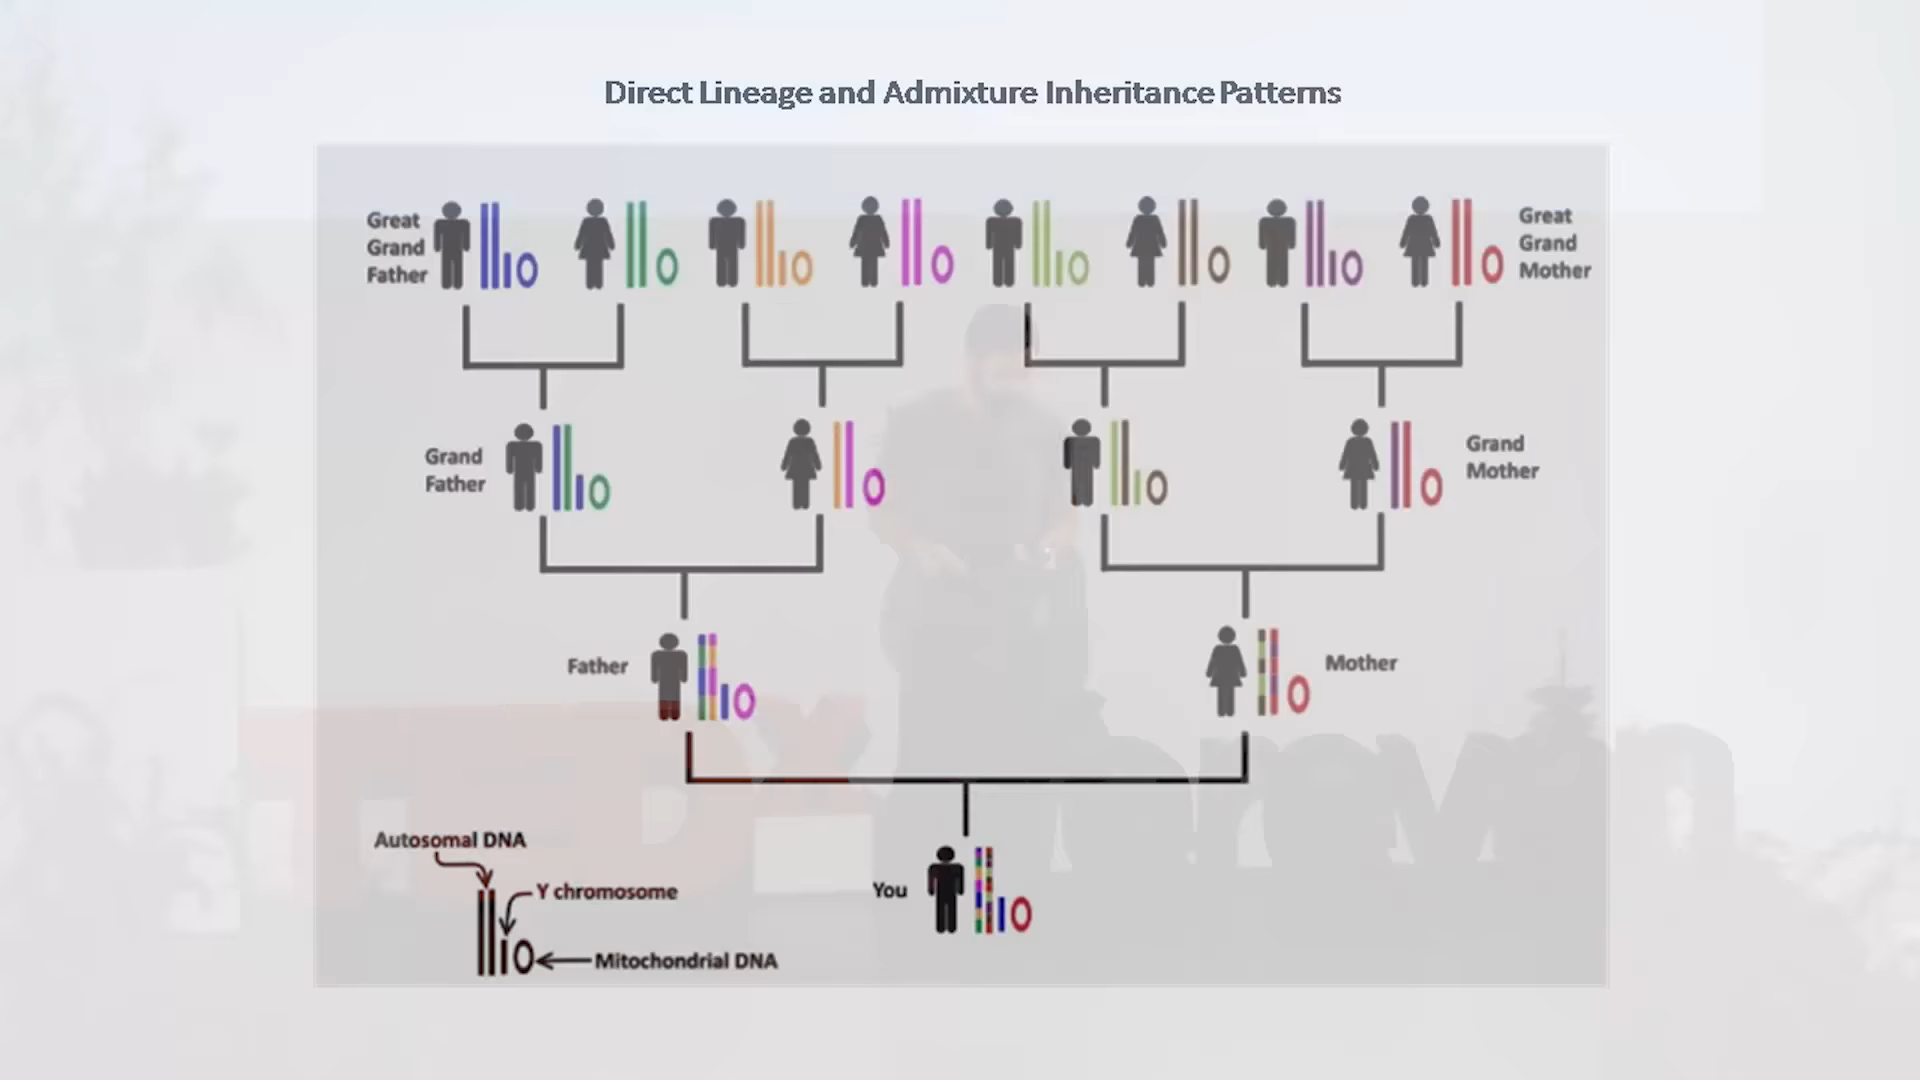 Direct Lineage and Admixture Inheritance Patterns
Great
Grand
Father
Great
Grand
Mother
Grand
Father
Grand
Mother
Father
Mother
Autosomal DNA
Y chromosome
You
Mitochondrial DNA